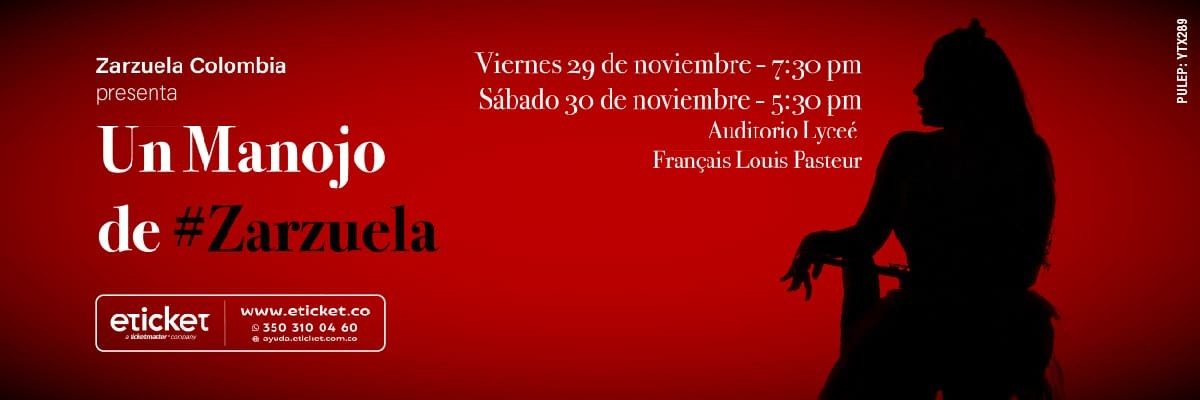 Zarzuela Colombia
presenta
Un Manojo
de #Zarzuela
Viernes 29 de noviembre - 7:30 pm
Sábado 30 de noviembre - 5:30 pm
Auditorio Lyceé
Français Louis Pasteur
eticket
a ticketmaster company
www.eticket.co
350 310 04 60
ayuda.eticket.com.co
PULEP: YTX289